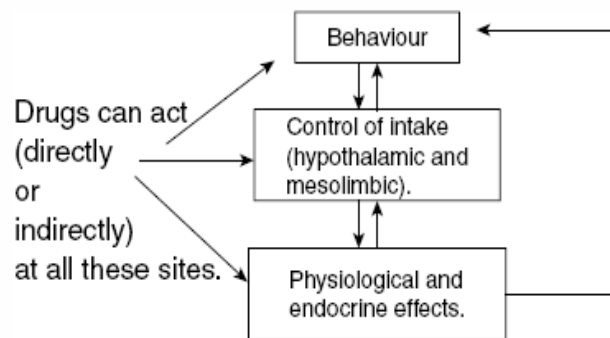 Behaviour
Drugs can act
(directly
or
indirectly)
at all these sites.
Control of intake
(hypothalamic and
mesolimbic).
Physiological and
endocrine effects.